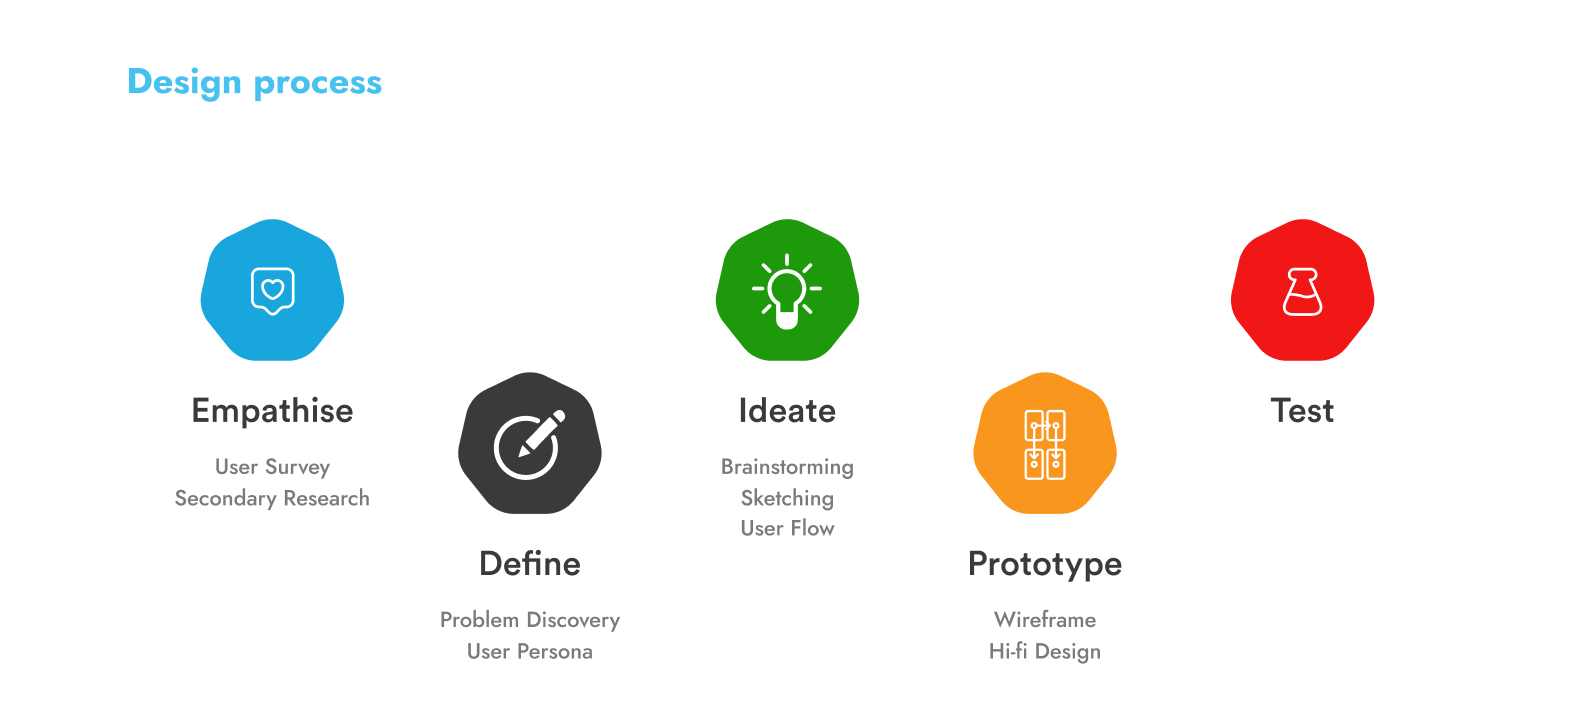 Design process
Empathise
User Survey
Secondary Research
Define
Problem Discovery
User Persona
Ideate
Brainstorming
Sketching
User Flow
Prototype
Wireframe
Hi-fi Design
Test